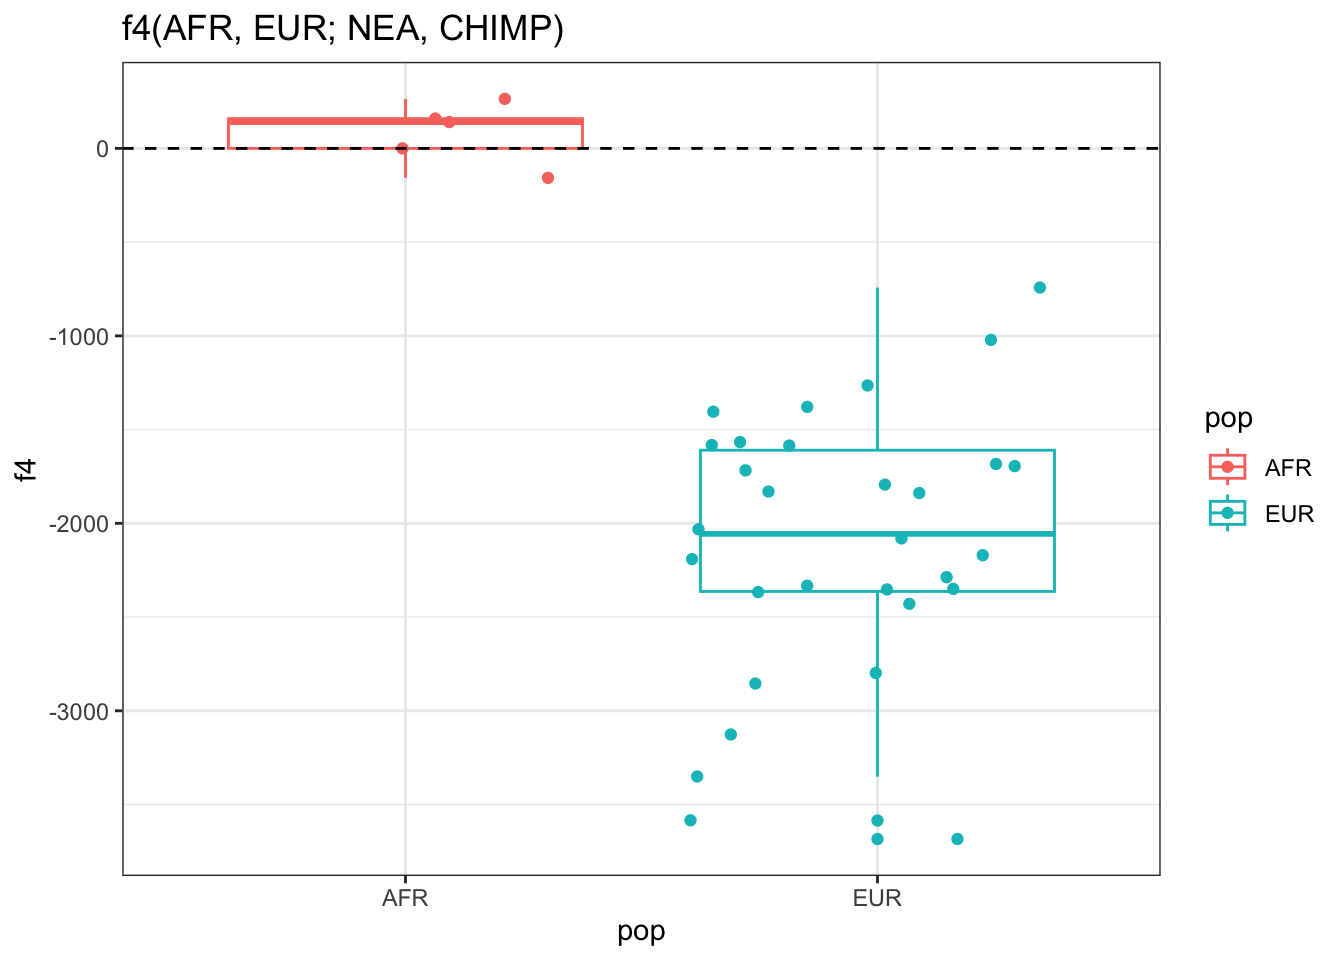 f4(AFR, EUR; NEA, CHIMP)
0
-1000
-2000
-3000
f4
AFR
EUR
pop
pop
AFR
EUR